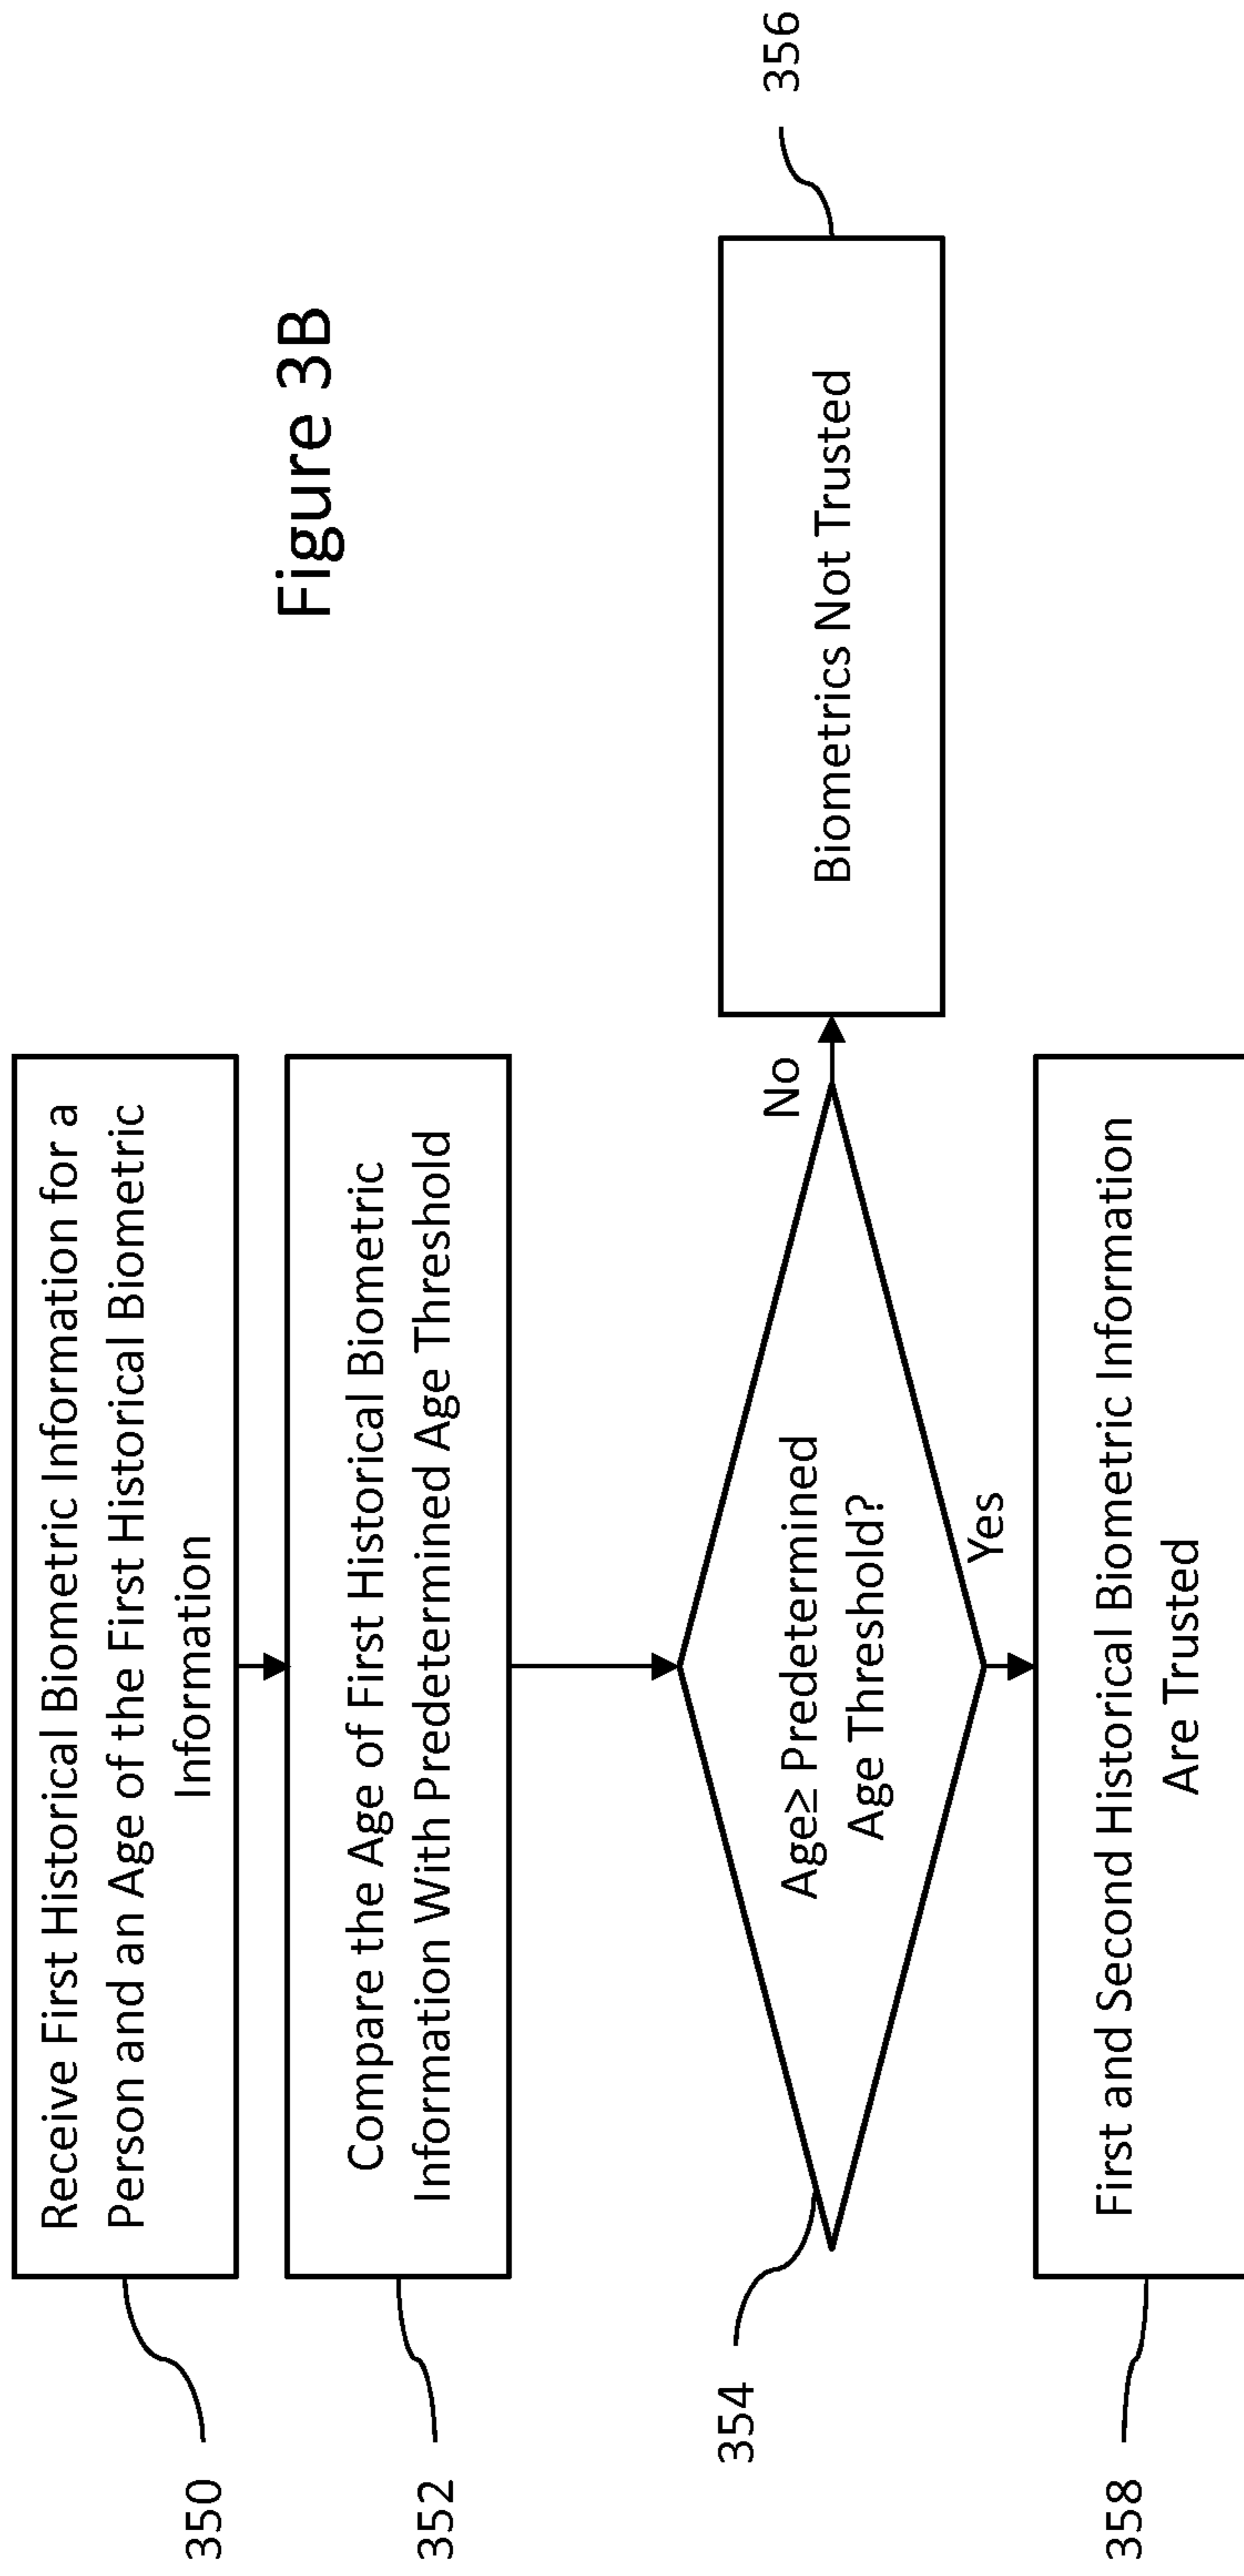 Figure 3B
350
Receive First Historical Biometric Information for a
Person and an Age of the First Historical Biometric
Information
352
Compare the Age of First Historical Biometric
Information With Predetermined Age Threshold
354
Age≥ Predetermined
Age Threshold?
No
Biometrics Not Trusted
356
Yes
358
First and Second Historical Biometric Information
Are Trusted